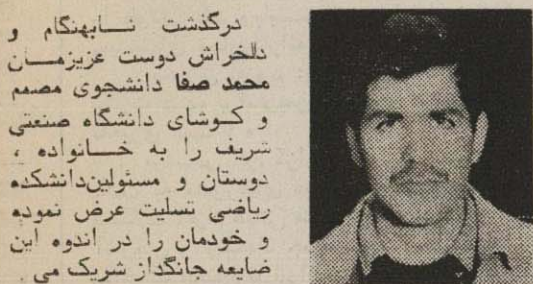 درگذشت نابهنگام و
دلخراش دوست عزیزمان
محمد صفا دانشجوی مصمم
و کوشای دانشگاه صنعتی
شریف را به خانواده ،
دوستان و مسئولین دانشکده
ریاضی تسلیت عرض نموده
و خودمان را در اندوه این
ضایعه جانگداز شریک می